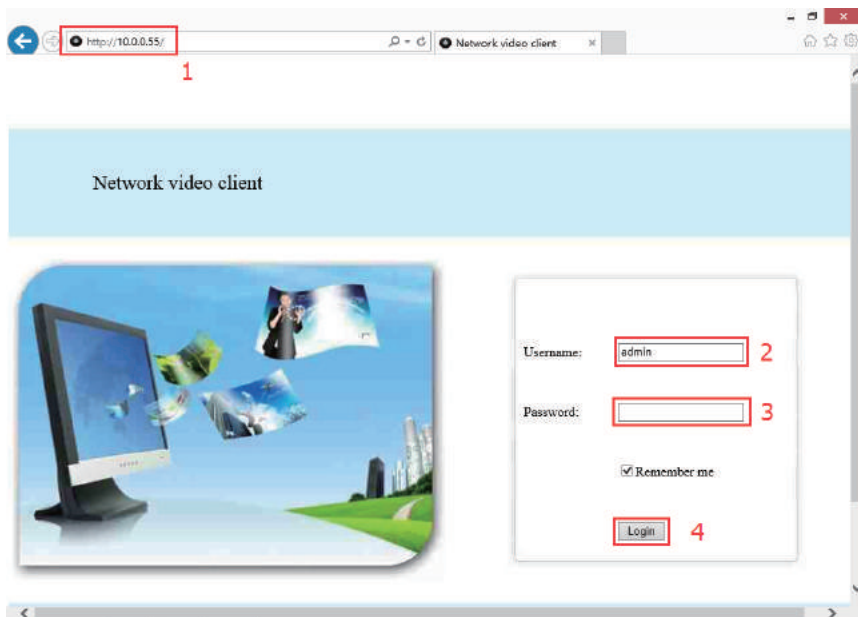 http://10.0.0.55/
Network video client
1
Network video client
Username:
admin
2
Password:
3
Remember me
Login
4